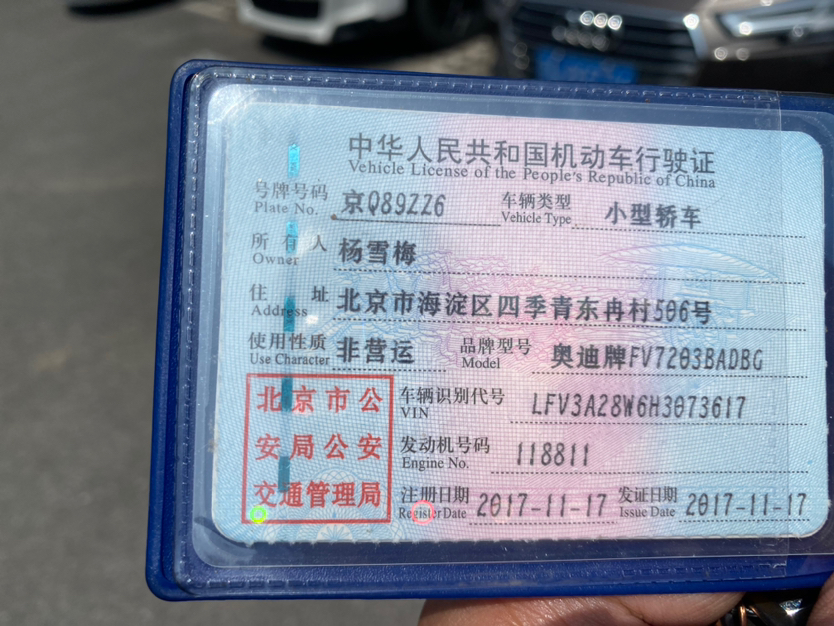 中华人民共和国机动车行驶证
Vehicle License of the People's Republic of China
号牌号码 京Q89ZZ6 车辆类型 小型轿车
Plate No. Vehicle Type
所有人 杨雪梅
Owner
住址 北京市海淀区四季青东冉村506号
Address
使用性质 非营运 品牌型号 奥迪牌FV7203BADBG
Use Character Model
北京市公安局公安交通管理局
车辆识别代号 LFV3A28W6H3073617
VIN
发动机号码 118811
Engine No.
注册日期 2017-11-17 发证日期 2017-11-17
Register Date Issue Date